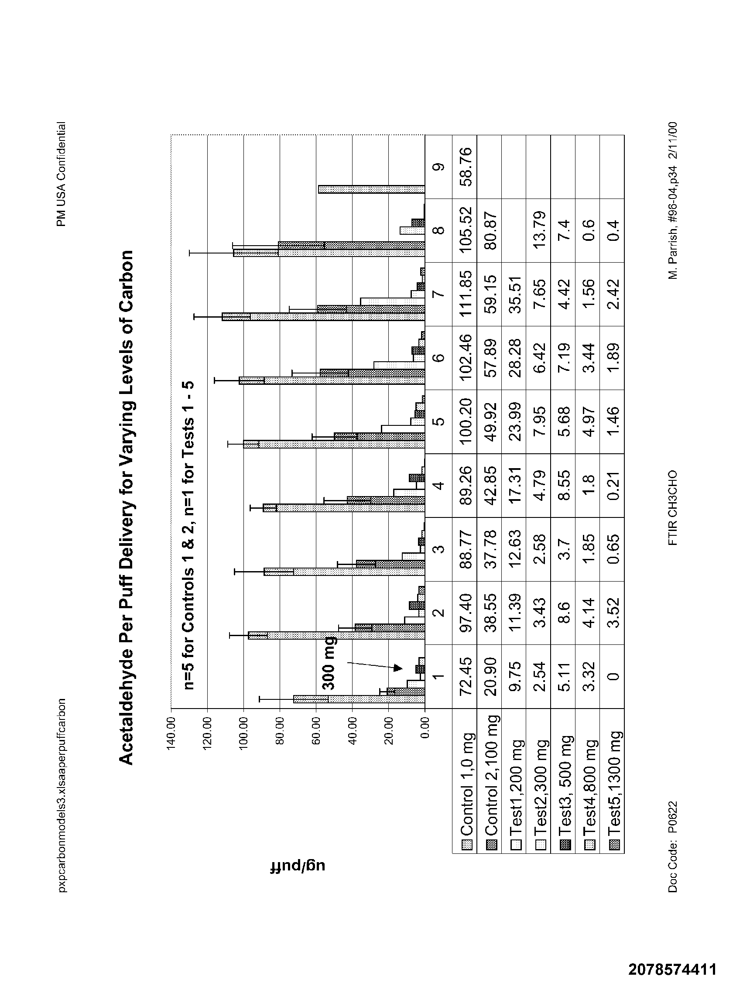 pxpcarbonmodels3.xlsaaperpuffcarbon PM USA Confidential
Acetaldehyde Per Puff Delivery for Varying Levels of Carbon
n=5 for Controls 1 & 2, n=1 for Tests 1 - 5
140.00
120.00
100.00
80.00
60.00
40.00
20.00
0.00
ug/puff
300 mg
1 2 3 4 5 6 7 8 9
Control 1,0 mg 72.45 97.40 88.77 89.26 100.20 102.46 111.85 105.52 58.76
Control 2,100 mg 20.90 38.55 37.78 42.85 49.92 57.89 59.15 80.87
Test1,200 mg 9.75 11.39 12.63 17.31 23.99 28.28 35.51
Test2,300 mg 2.54 3.43 2.58 4.79 7.95 6.42 7.65 13.79
Test3, 500 mg 5.11 8.6 3.7 8.55 5.68 7.19 4.42 7.4
Test4,800 mg 3.32 4.14 1.85 1.8 4.97 3.44 1.56 0.6
Test5,1300 mg 0 3.52 0.65 0.21 1.46 1.89 2.42 0.4
Doc Code: P0622 FTIR CH3CHO M. Parrish, #96-04,p34 2/11/00
2078574411